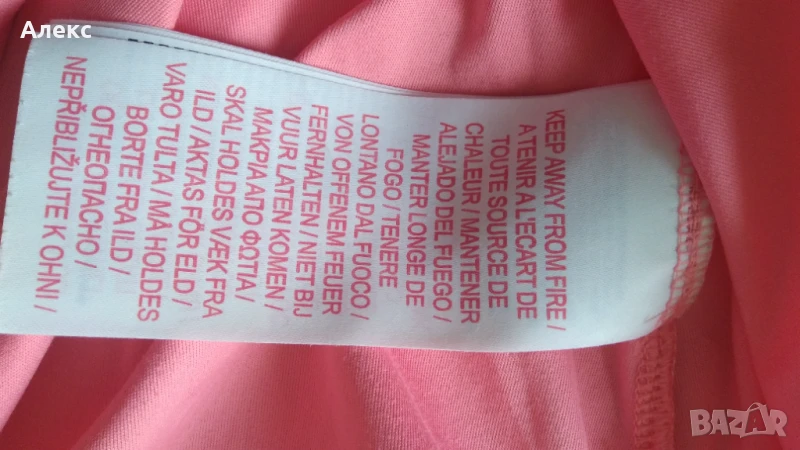 Алекс
KEEP AWAY FROM FIRE /
A TENIR A L'ECART DE
TOUTE SOURCE DE
CHALEUR / MANTENER
ALEJADO DEL FUEGO /
MANTER LONGE DE
FOGO / TENERE
LONTANO DAL FUOCO /
VON OFFENEM FEUER
FERNHALTEN / NIET BIJ
VUUR LATEN KOMEN /
ΜΑΚΡΙΑ ΑΠΟ ΦΩΤΙΑ /
SKAL HOLDES VÆK FRA
ILD / AKTAS FÖR ELD /
VARO TULTA / MÅ HOLDES
BORTE FRA ILD /
ОГНЕОПАСНО /
NEPŘIBLIŽUJTE K OHNI /
BAZAR